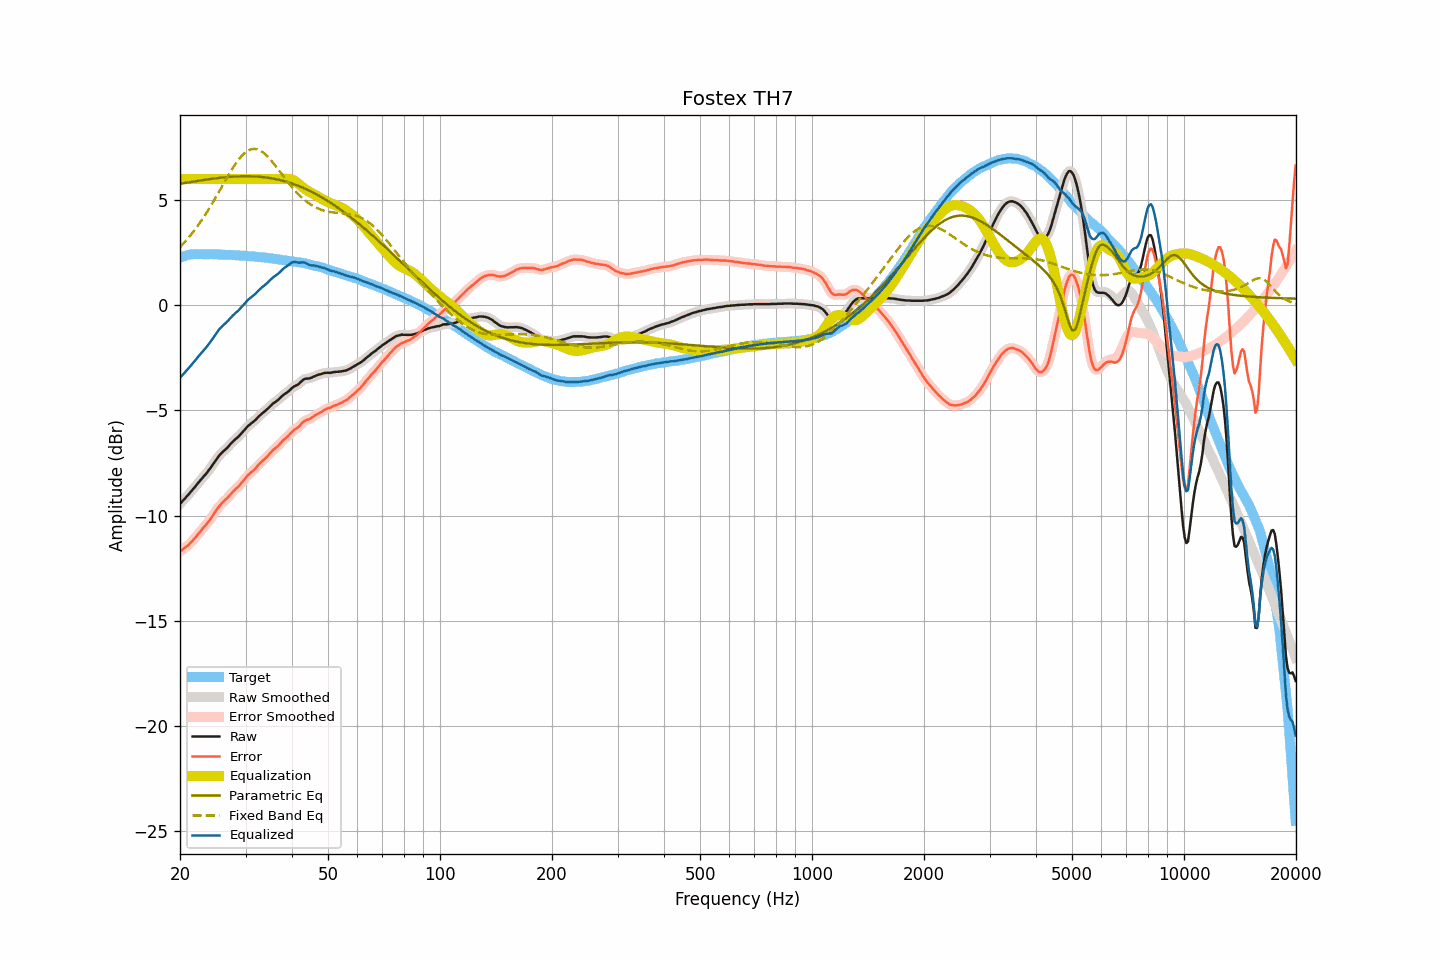 Fostex TH7
Amplitude (dBr)
5
0
−5
−10
−15
−20
−25
Target
Raw Smoothed
Error Smoothed
Raw
Error
Equalization
Parametric Eq
Fixed Band Eq
Equalized
20 50 100 200 500 1000 2000 5000 10000 20000
Frequency (Hz)